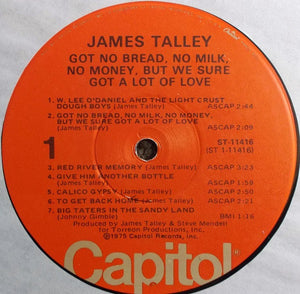 JAMES TALLEY
GOT NO BREAD, NO MILK,
NO MONEY, BUT WE SURE
GOT A LOT OF LOVE
1. W. LEE O'DANIEL AND THE LIGHT CRUST
DOUGH BOYS (James Talley) ASCAP 2:44
2. GOT NO BREAD, NO MILK, NO MONEY,
BUT WE SURE GOT A LOT OF LOVE
(James Talley) ASCAP 2:09
1
ST-11416
(ST-1-11416)
3. RED RIVER MEMORY (James Talley) ASCAP 3:23
4. GIVE HIM ANOTHER BOTTLE
(James Talley) ASCAP 1:59
5. CALICO GYPSY (James Talley) ASCAP 3:50
6. TO GET BACK HOME (James Talley) ASCAP 2:21
7. BIG TATERS IN THE SANDY LAND
(Johnny Gimble) BMI 1:16
Produced by James Talley & Steve Mendell
for Torreon Productions, Inc.
℗1975 Capitol Records, Inc.
Capitol